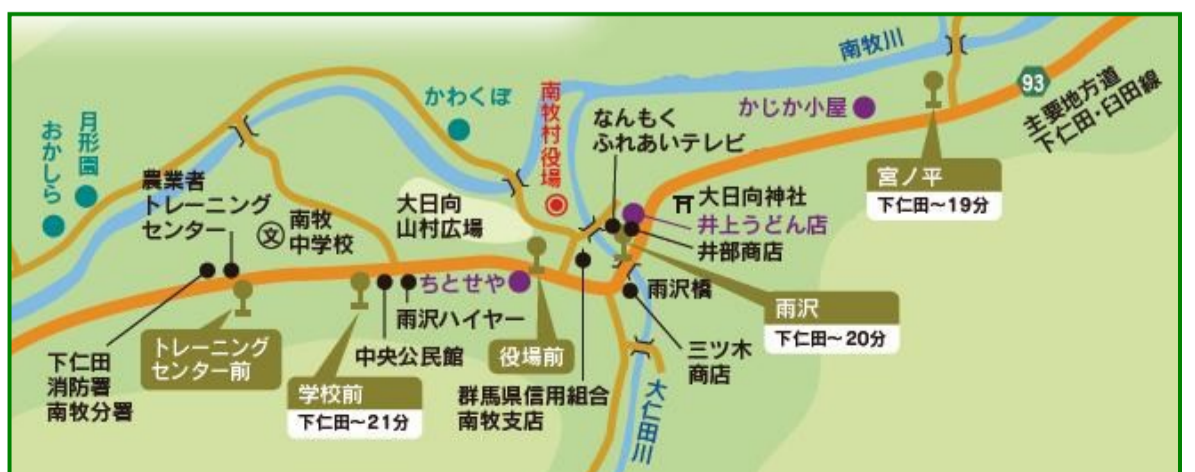 南牧川
93
主要地方道
下仁田・臼田線
かじか小屋
宮ノ平
下仁田〜19分
なんもく
ふれあいテレビ
南牧村役場
かわくぼ
月形園
おかしら
農業者
トレーニング
センター
文
南牧
中学校
大日向
山村広場
大日向神社
井上うどん店
井部商店
雨沢橋
雨沢
下仁田〜20分
三ツ木
商店
ちとせや
雨沢ハイヤー
中央公民館
役場前
群馬県信用組合
南牧支店
大仁田川
学校前
下仁田〜21分
トレーニング
センター前
下仁田
消防署
南牧分署